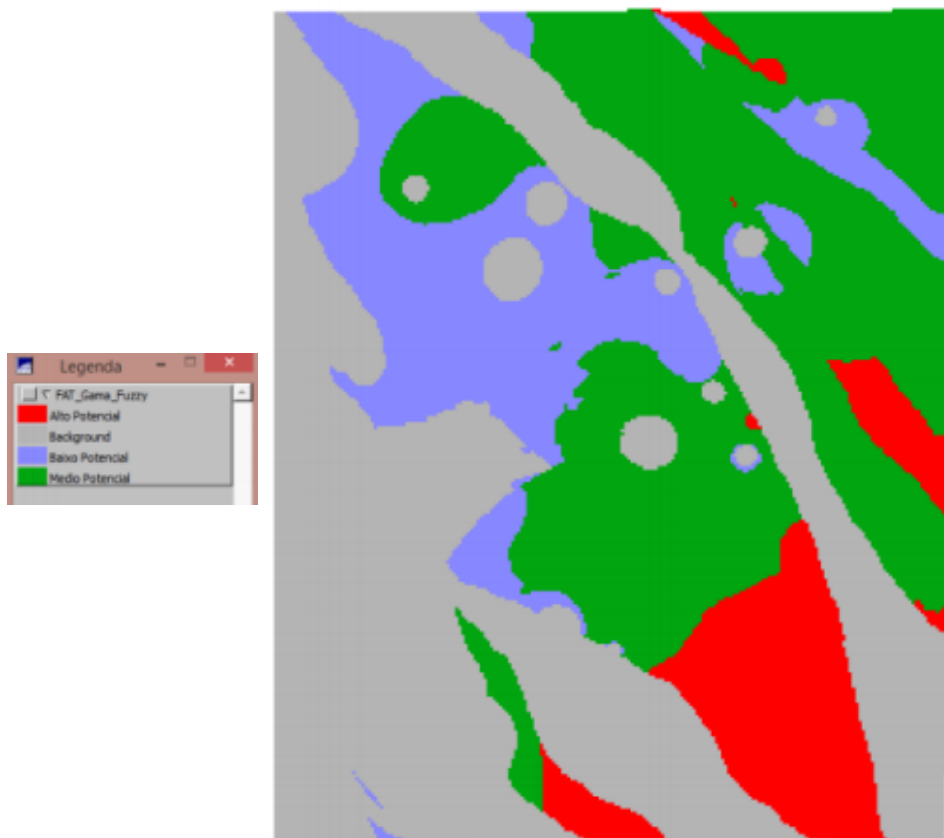 Legenda
FAT_Gama_Fuzzy
Alto Potencial
Background
Baixo Potencial
Medio Potencial